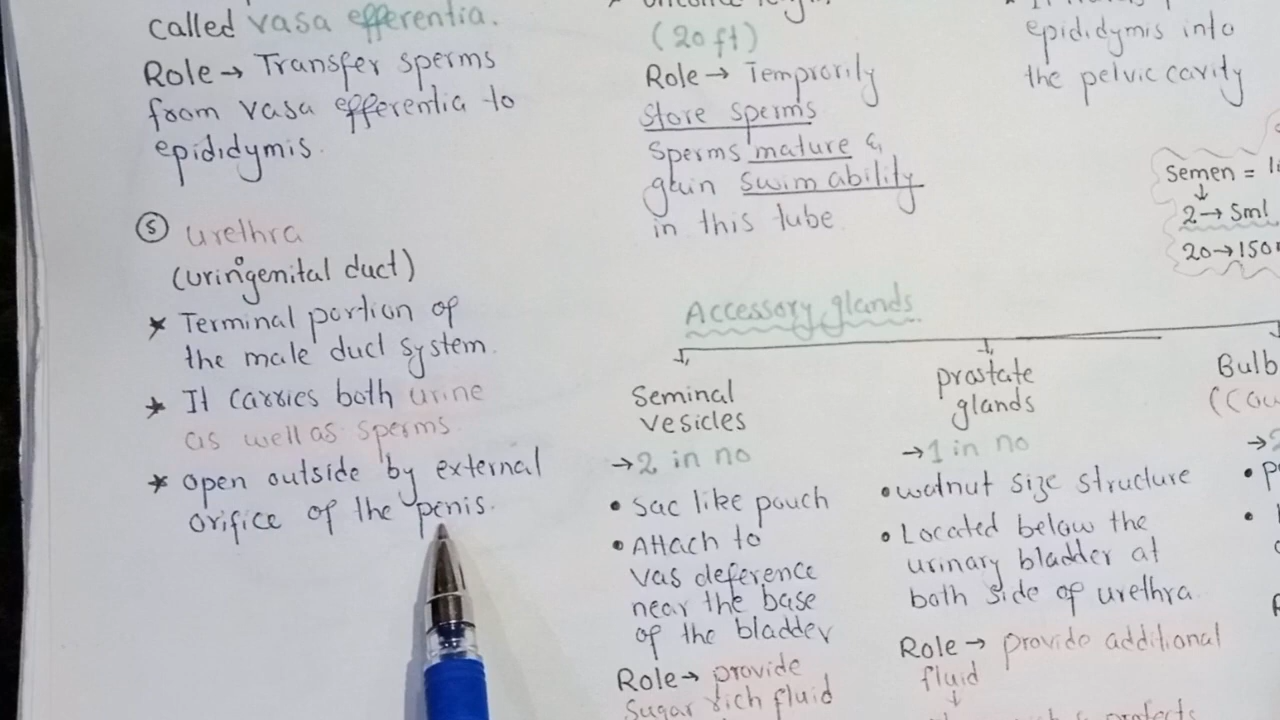 called vasa efferentia.
Role → Transfer sperms
from vasa efferentia to
epididymis.
⑤ urethra
(uringenital duct)
* Terminal portion of
the male duct system.
* It carries both urine
as well as sperms.
* Open outside by external
orifice of the penis.
(20ft)
Role → Temprorily
store sperms
Sperms mature &
gain swim ability
in this tube.
epididymis into
the pelvic cavity
Semen =
↓
2 → 5ml
20 → 150
Accessory glands
Seminal
vesicles
→ 2 in no
• Sac like pouch
• Attach to
vas deference
near the base
of the bladder
Role → provide
Sugar rich fluid
prostate
glands
→ 1 in no
• walnut size structure
• Located below the
urinary bladder at
both side of urethra.
Role → provide additional
fluid
↓
Bulb